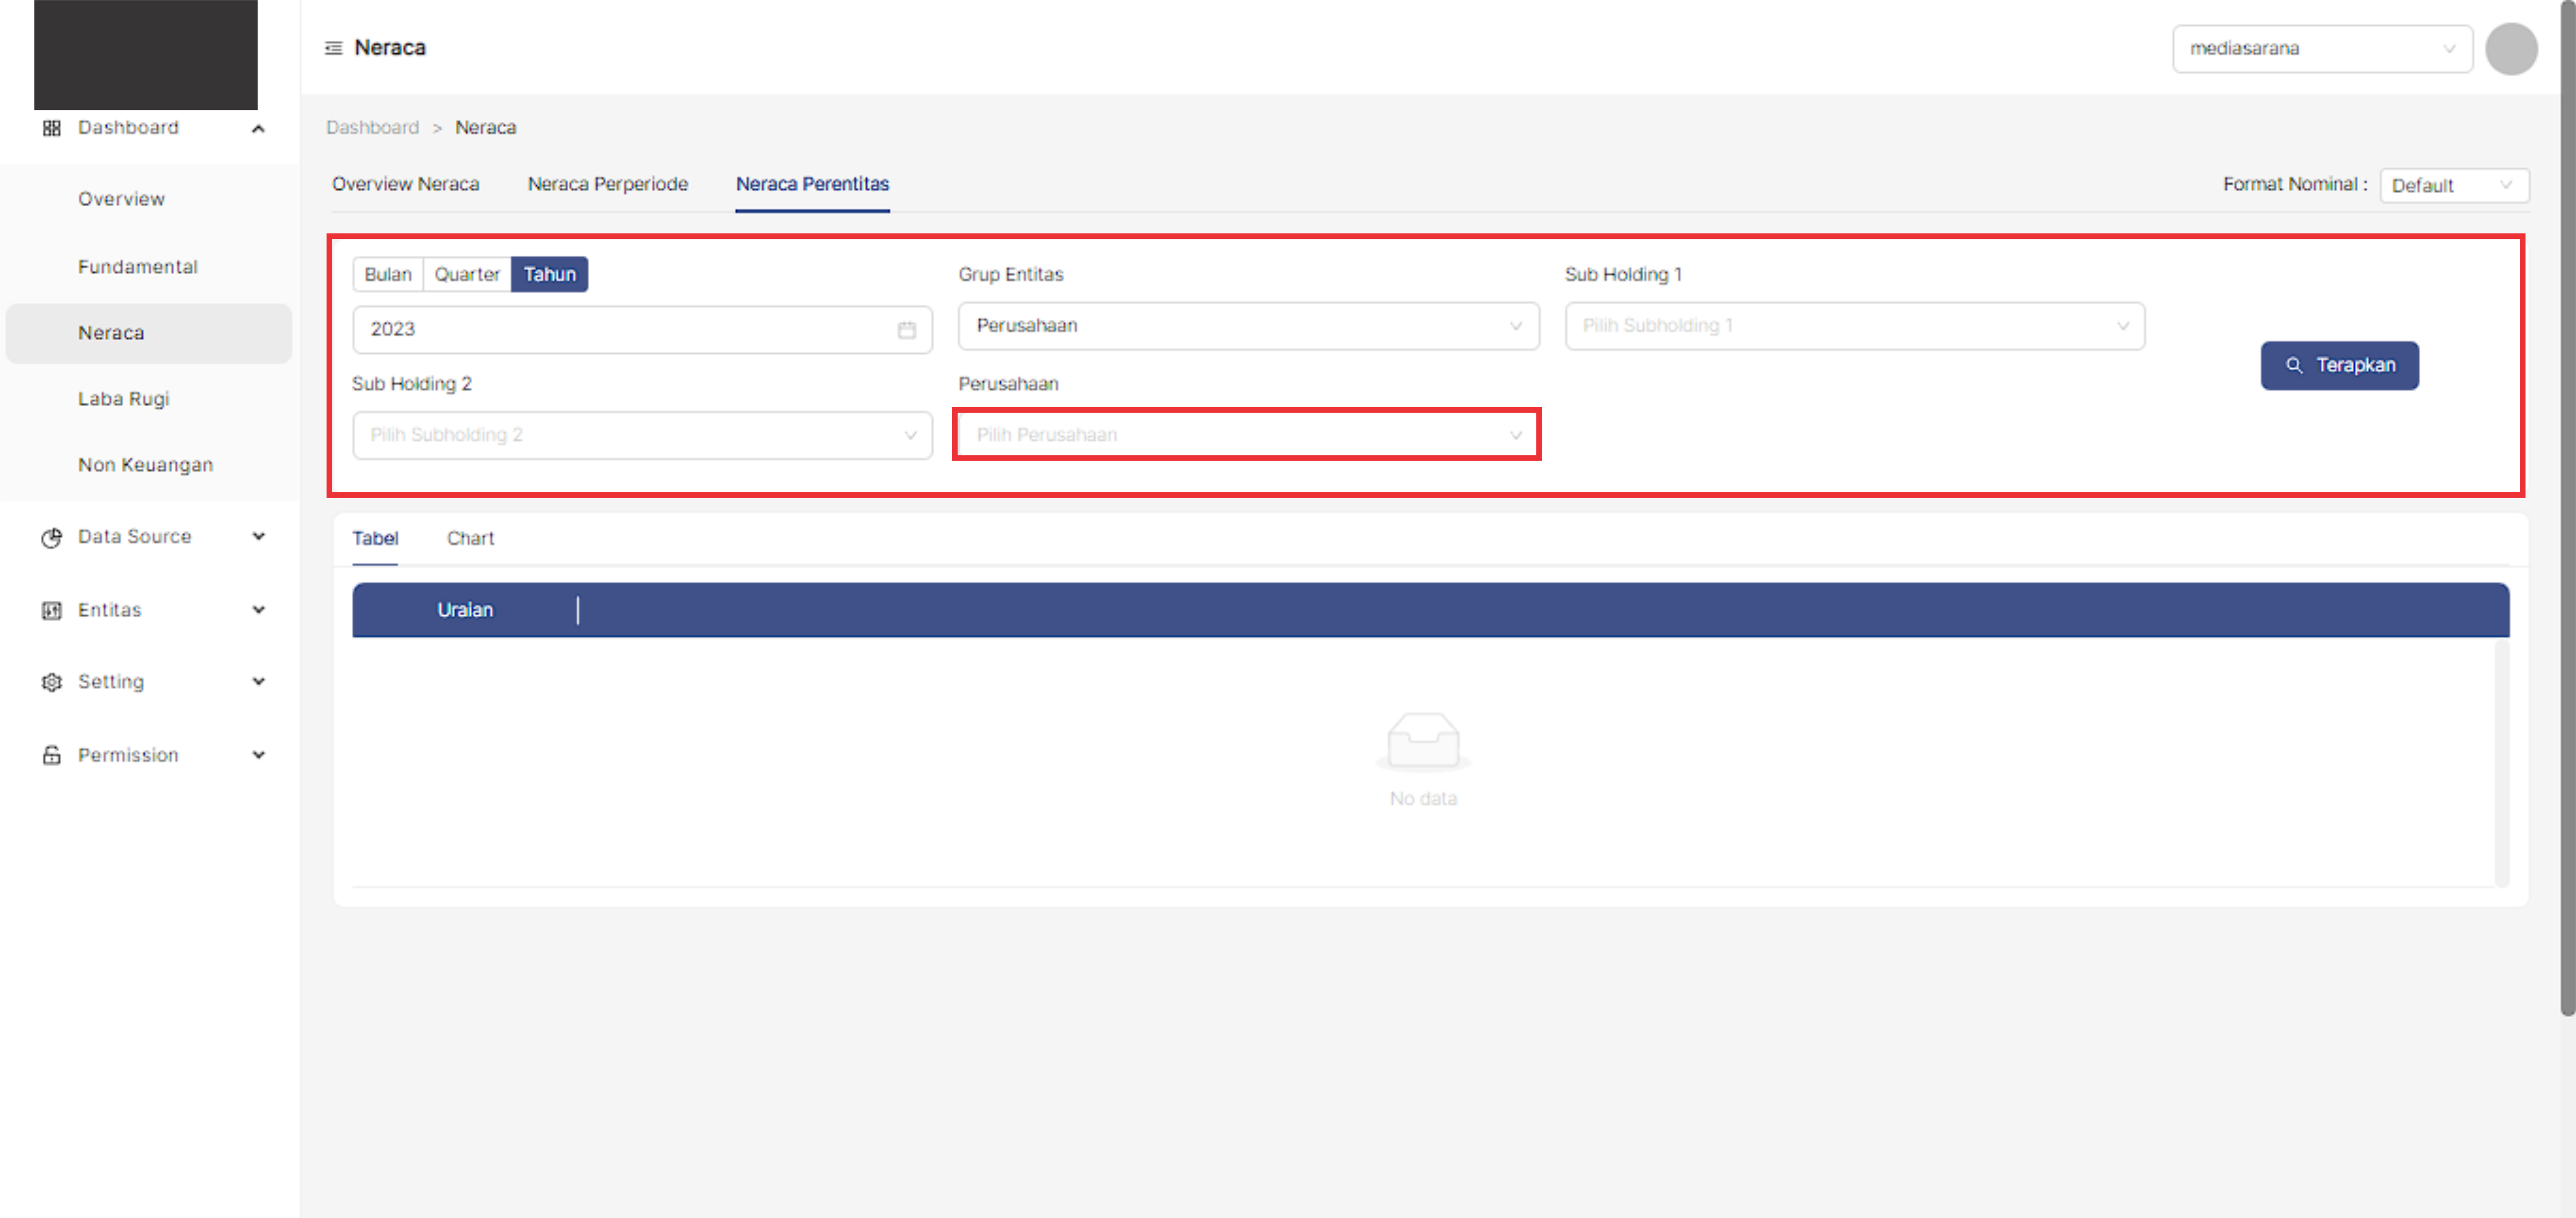 Neraca
mediasarana
Dashboard
Overview
Fundamental
Neraca
Laba Rugi
Non Keuangan
Data Source
Entitas
Setting
Permission
Dashboard > Neraca
Overview Neraca
Neraca Perperiode
Neraca Perentitas
Format Nominal :
Default
Bulan
Quarter
Tahun
2023
Grup Entitas
Perusahaan
Sub Holding 1
Pilih Subholding 1
Terapkan
Sub Holding 2
Pilih Subholding 2
Perusahaan
Pilih Perusahaan
Tabel
Chart
Uraian
No data